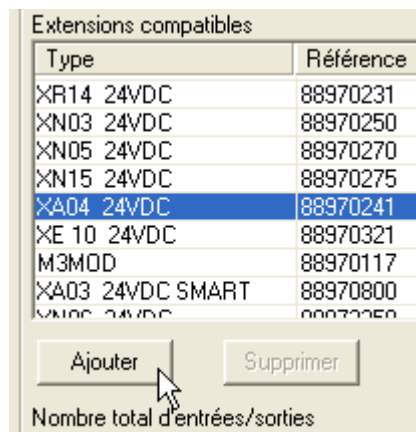 Extensions compatibles
Type Référence
XR14 24VDC 88970231
XN03 24VDC 88970250
XN05 24VDC 88970270
XN15 24VDC 88970275
XA04 24VDC 88970241
XE 10 24VDC 88970321
M3MOD 88970117
XA03 24VDC SMART 88970800
24VDC
Ajouter Supprimer
Nombre total d'entrées/sorties